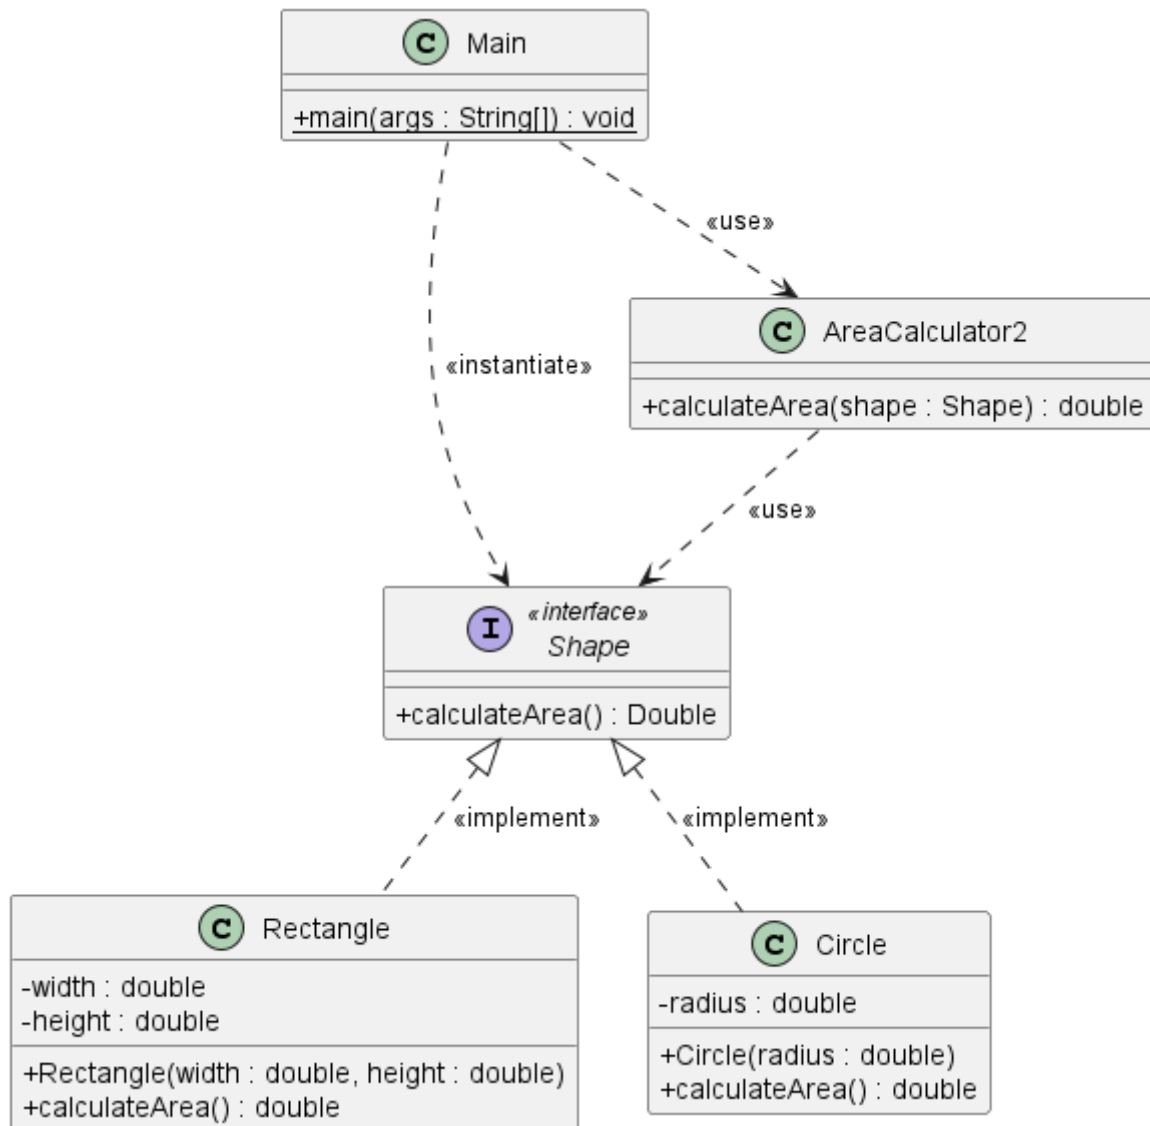 C Main
+main(args : String[]) : void
«use»
C AreaCalculator2
+calculateArea(shape : Shape) : double
«instantiate»
«use»
«interface»
I Shape
+calculateArea() : Double
«implement»
«implement»
C Rectangle
-width : double
-height : double
+Rectangle(width : double, height : double)
+calculateArea() : double
C Circle
-radius : double
+Circle(radius : double)
+calculateArea() : double